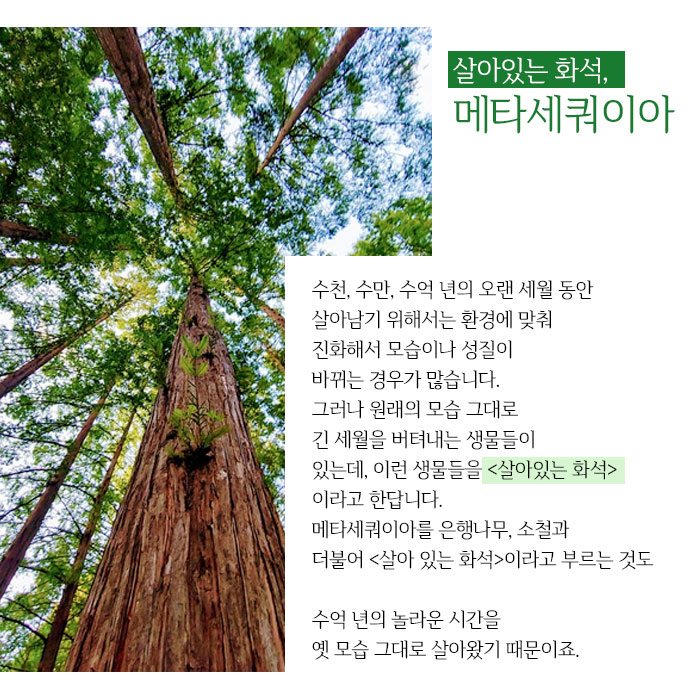 살아있는 화석,
메타세쿼이아
수천, 수만, 수억 년의 오랜 세월 동안
살아남기 위해서는 환경에 맞춰
진화해서 모습이나 성질이
바뀌는 경우가 많습니다.
그러나 원래의 모습 그대로
긴 세월을 버텨내는 생물들이
있는데, 이런 생물들을 <살아있는 화석>
이라고 한답니다.
메타세쿼이아를 은행나무, 소철과
더불어 <살아 있는 화석>이라고 부르는 것도
수억 년의 놀라운 시간을
옛 모습 그대로 살아왔기 때문이죠.